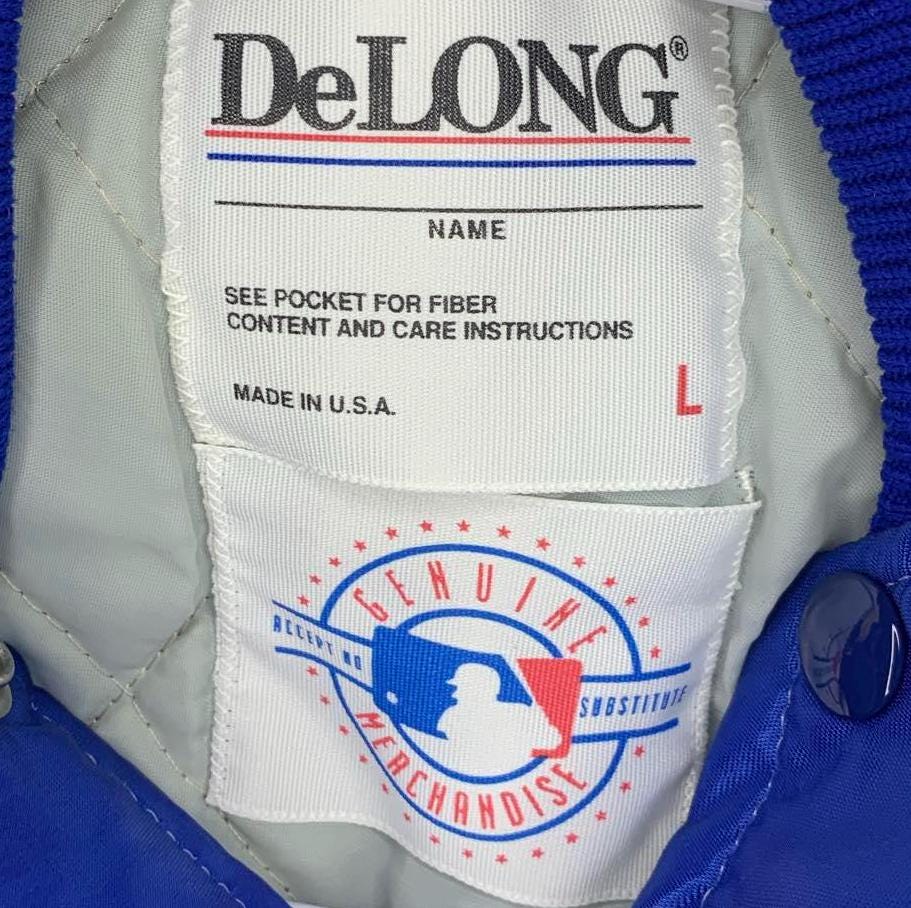 DeLONG®
NAME
SEE POCKET FOR FIBER
CONTENT AND CARE INSTRUCTIONS
MADE IN U.S.A.
L
GENUINE
ACCEPT NO
SUBSTITUTE
MERCHANDISE